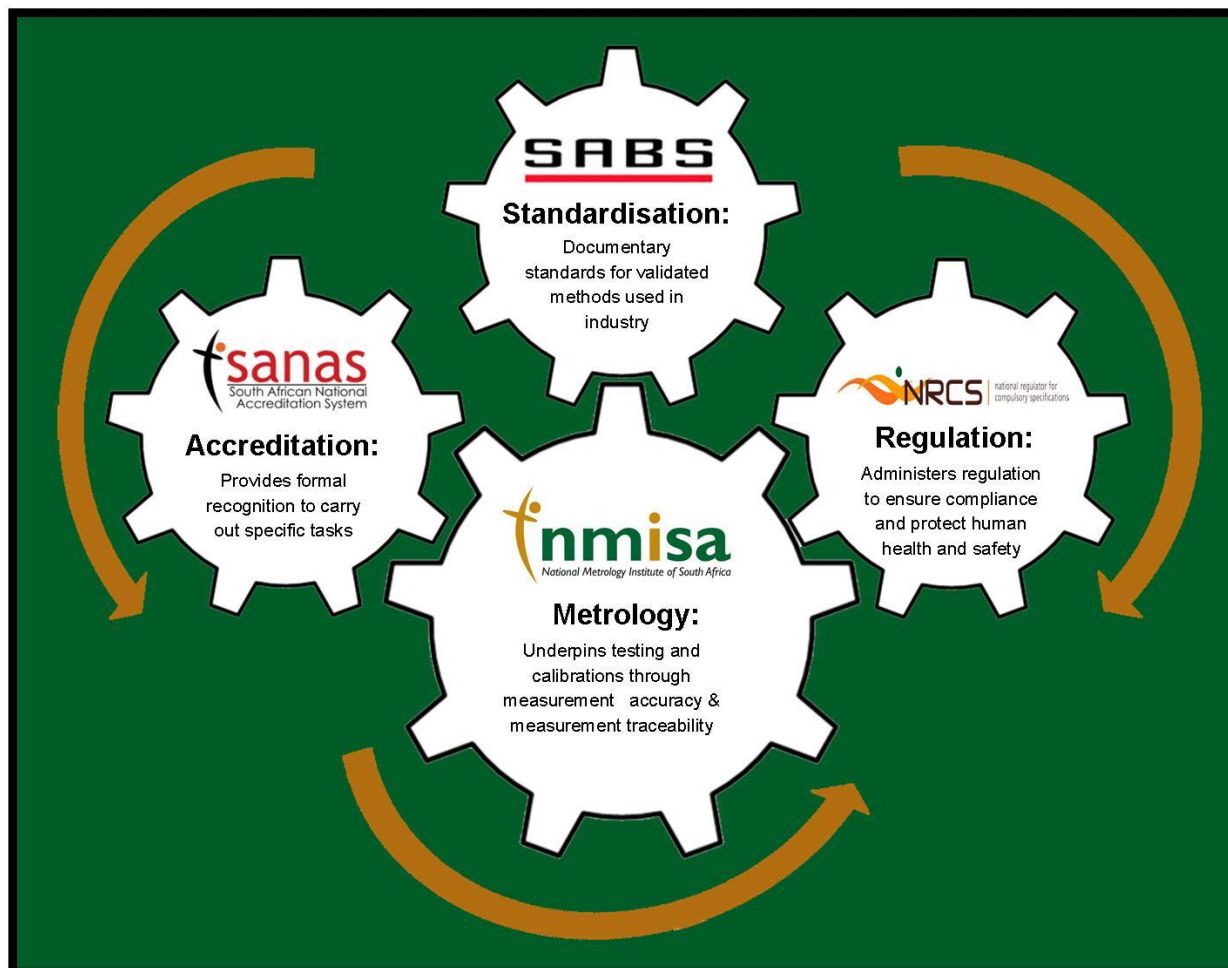 SABS
Standardisation:
Documentary
standards for validated
methods used in
industry
sanas
South African National
Accreditation System
Accreditation:
Provides formal
recognition to carry
out specific tasks
NRCS
national regulator for
compulsory specifications
Regulation:
Administers regulation
to ensure compliance
and protect human
health and safety
nmisa
National Metrology Institute of South Africa
Metrology:
Underpins testing and
calibrations through
measurement accuracy &
measurement traceability